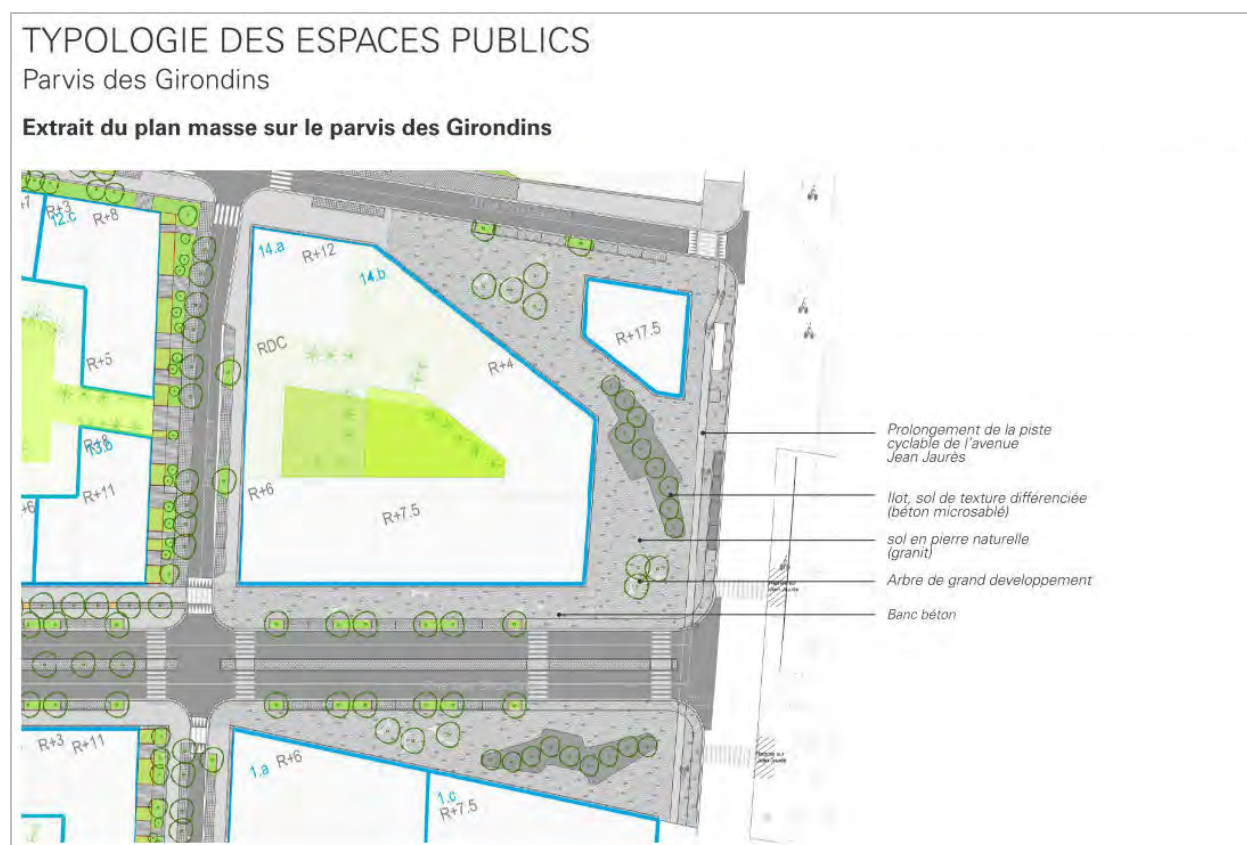 TYPOLOGIE DES ESPACES PUBLICS
Parvis des Girondins
Extrait du plan masse sur le parvis des Girondins
R+3
12.c
R+8
14.a
R+12
14.b
R+17.5
RDC
R+5
R+4
R+8
13.b
R+11
R+6
R+7.5
Prolongement de la piste
cyclable de l'avenue
Jean Jaurès
Ilot, sol de texture différenciée
(béton microsablé)
sol en pierre naturelle
(granit)
Arbre de grand developpement
Banc béton
R+3
R+11
1.a
R+6
1.c
R+7.5